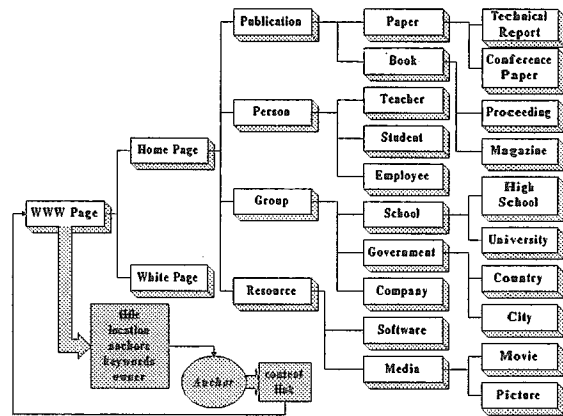 WWW Page
Home Page
White Page
Publication
Person
Group
Resource
Paper
Book
Teacher
Student
Employee
School
Government
Company
Software
Media
Technical
Report
Conference
Paper
Proceeding
Magazine
High
School
University
Country
City
Movie
Picture
title
location
anchors
keywords
owner
Anchor
content
link